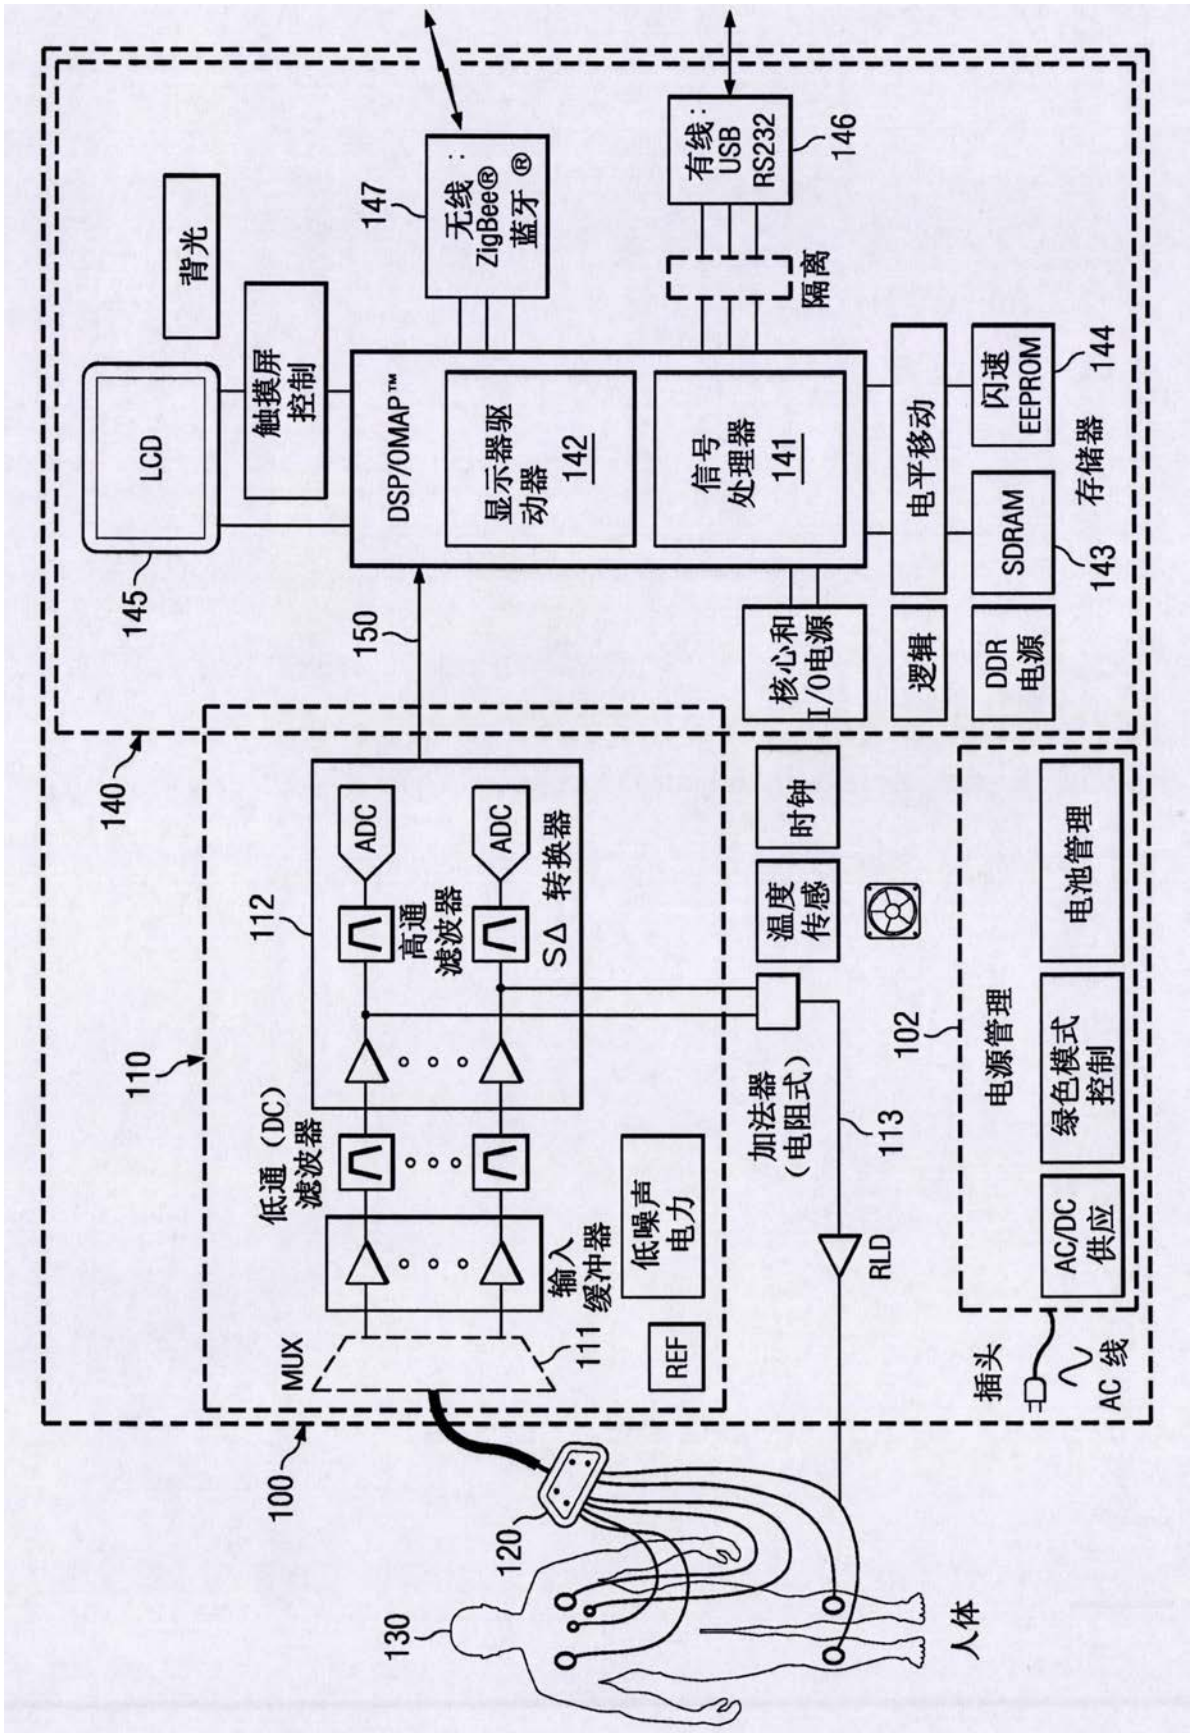 130
人体
120
100
MUX
111
输入
缓冲器
低通 (DC)
滤波器
110
112
高通
滤波器
ADC
ADC
SΔ 转换器
REF
低噪声
电力
140
150
145
LCD
背光
触摸屏
控制
DSP/OMAP™
显示器驱
动器
142
信号
处理器
141
147
无线:
ZigBee®
蓝牙 ®
有线:
USB
RS232
146
隔离
核心和
I/O电源
逻辑
电平移动
DDR
电源
SDRAM
143
闪速
EEPROM
144
存储器
时钟
温度
传感
加法器
(电阻式)
113
RLD
102
电源管理
AC/DC
供应
绿色模式
控制
电池管理
插头
AC 线